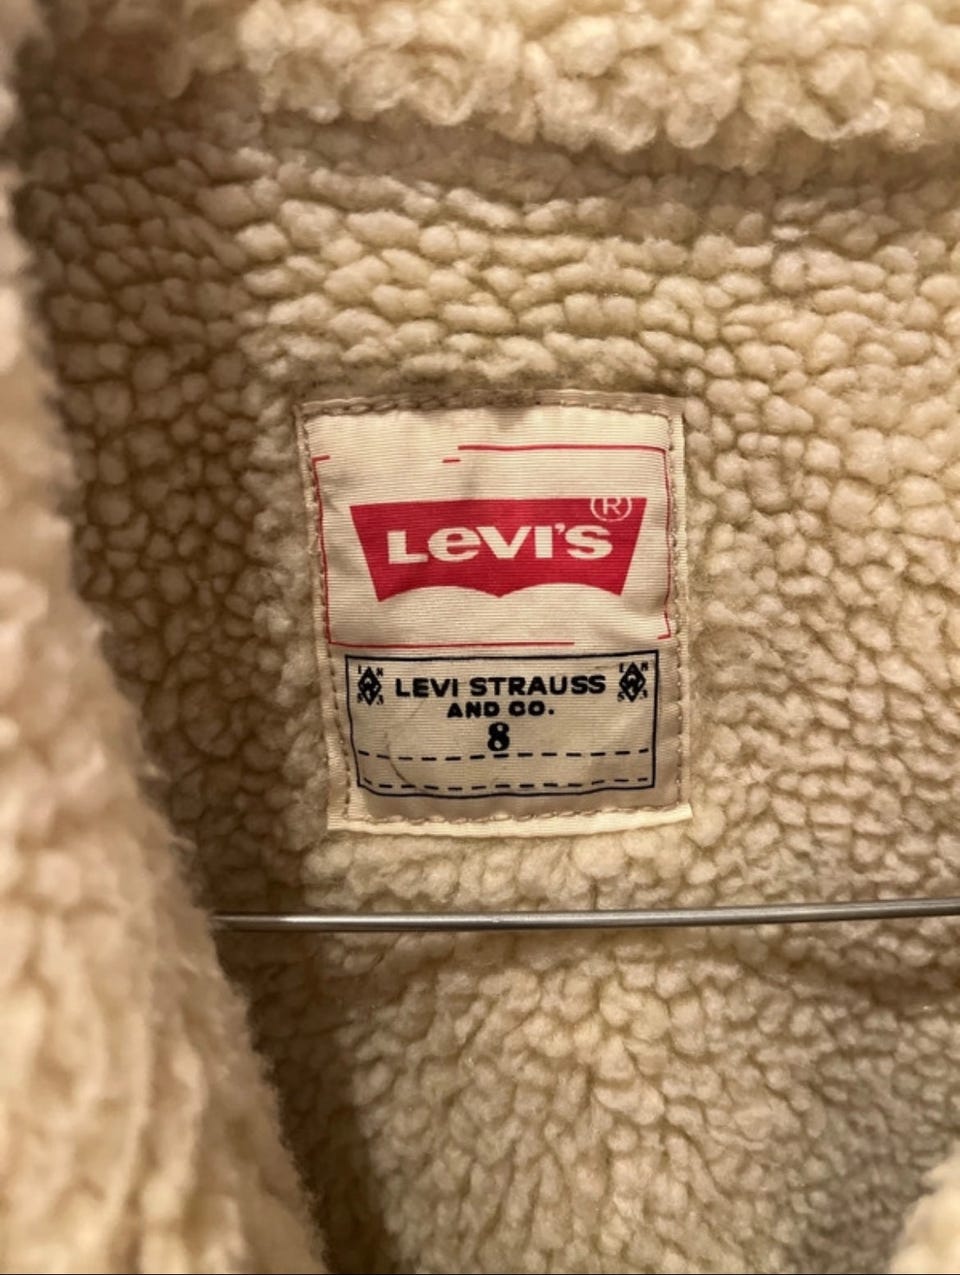 LEVI'S®
LEVI STRAUSS
AND CO.
8